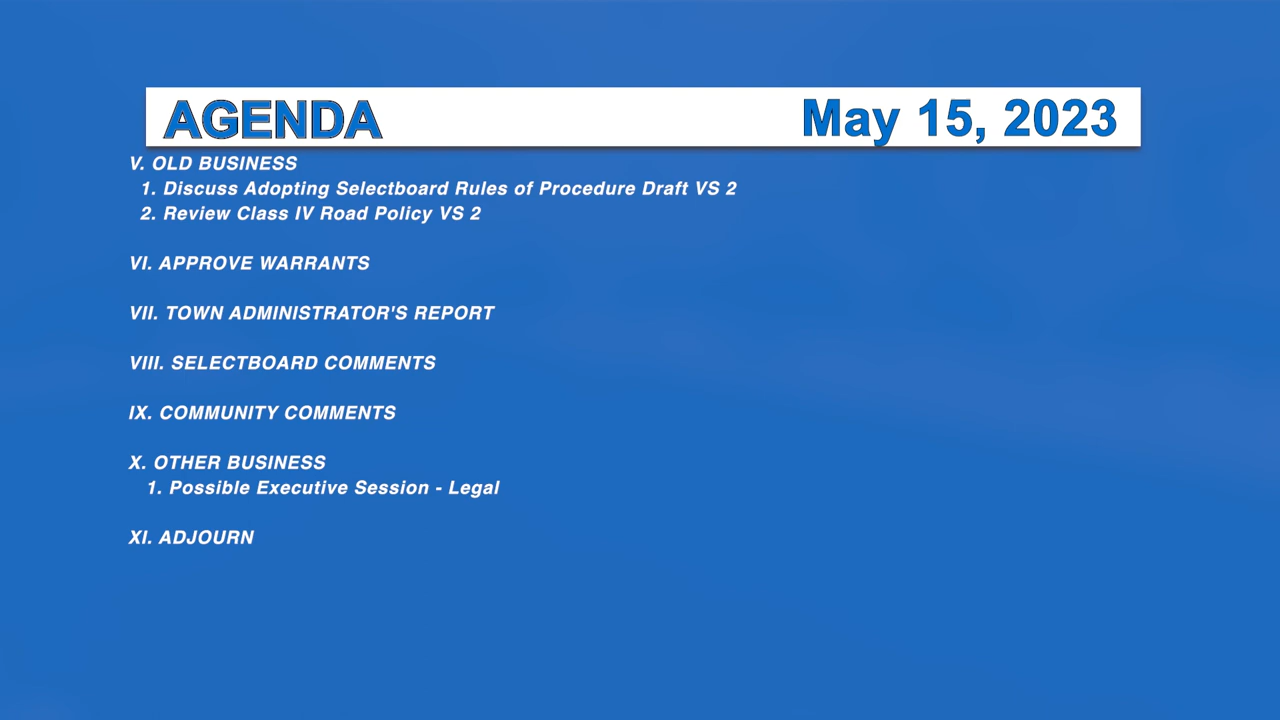 AGENDA May 15, 2023
V. OLD BUSINESS
1. Discuss Adopting Selectboard Rules of Procedure Draft VS 2
2. Review Class IV Road Policy VS 2
VI. APPROVE WARRANTS
VII. TOWN ADMINISTRATOR'S REPORT
VIII. SELECTBOARD COMMENTS
IX. COMMUNITY COMMENTS
X. OTHER BUSINESS
1. Possible Executive Session - Legal
XI. ADJOURN